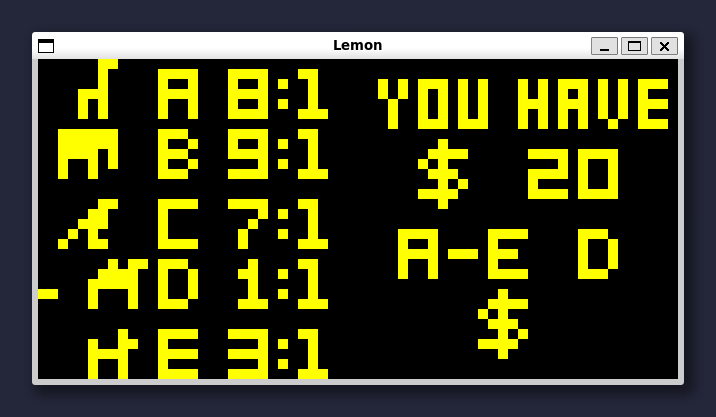 Lemon
A 8:1
B 9:1
C 7:1
D 1:1
E 3:1
YOU HAVE
$ 20
A-E D
$